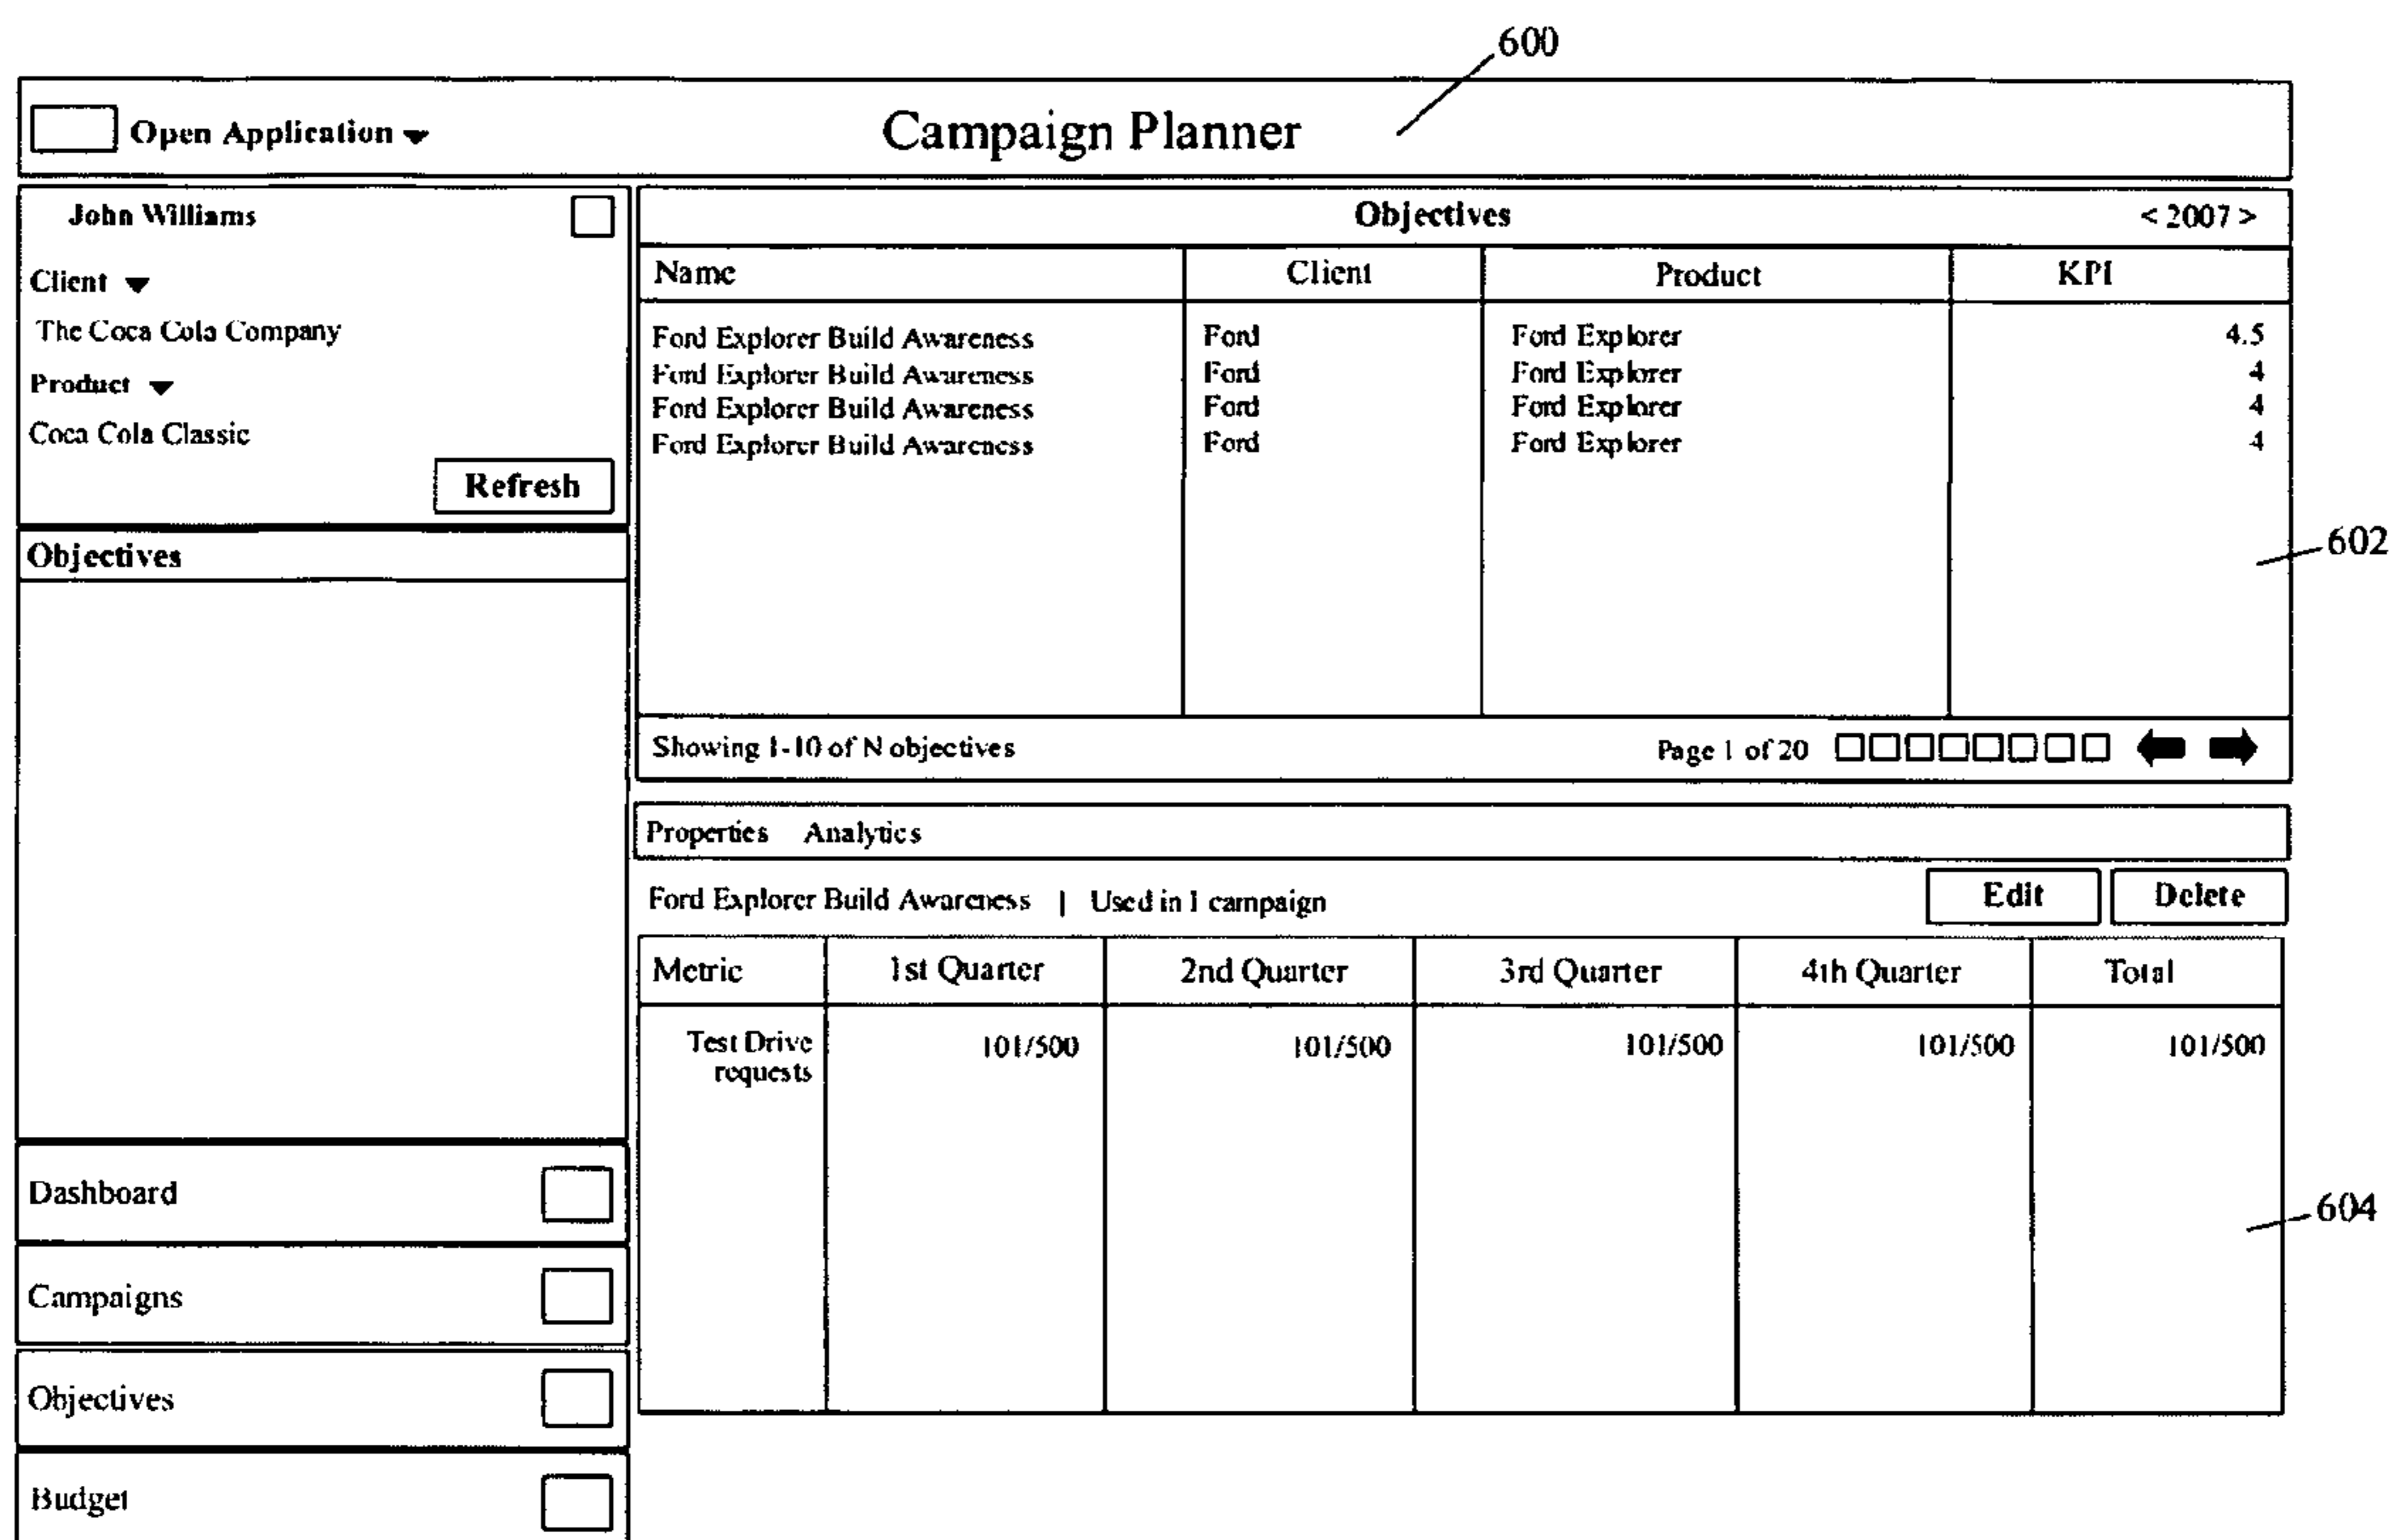 600
Open Application
Campaign Planner
John Williams
Client
The Coca Cola Company
Product
Coca Cola Classic
Refresh
Objectives
Dashboard
Campaigns
Objectives
Budget
Objectives < 2007 >
Name Client Product KPI
Ford Explorer Build Awareness Ford Ford Explorer 4.5
Ford Explorer Build Awareness Ford Ford Explorer 4
Ford Explorer Build Awareness Ford Ford Explorer 4
Ford Explorer Build Awareness Ford Ford Explorer 4
602
Showing 1-10 of N objectives Page 1 of 20
Properties Analytics
Ford Explorer Build Awareness | Used in 1 campaign Edit Delete
Metric 1st Quarter 2nd Quarter 3rd Quarter 4th Quarter Total
Test Drive 101/500 101/500 101/500 101/500 101/500
requests
604